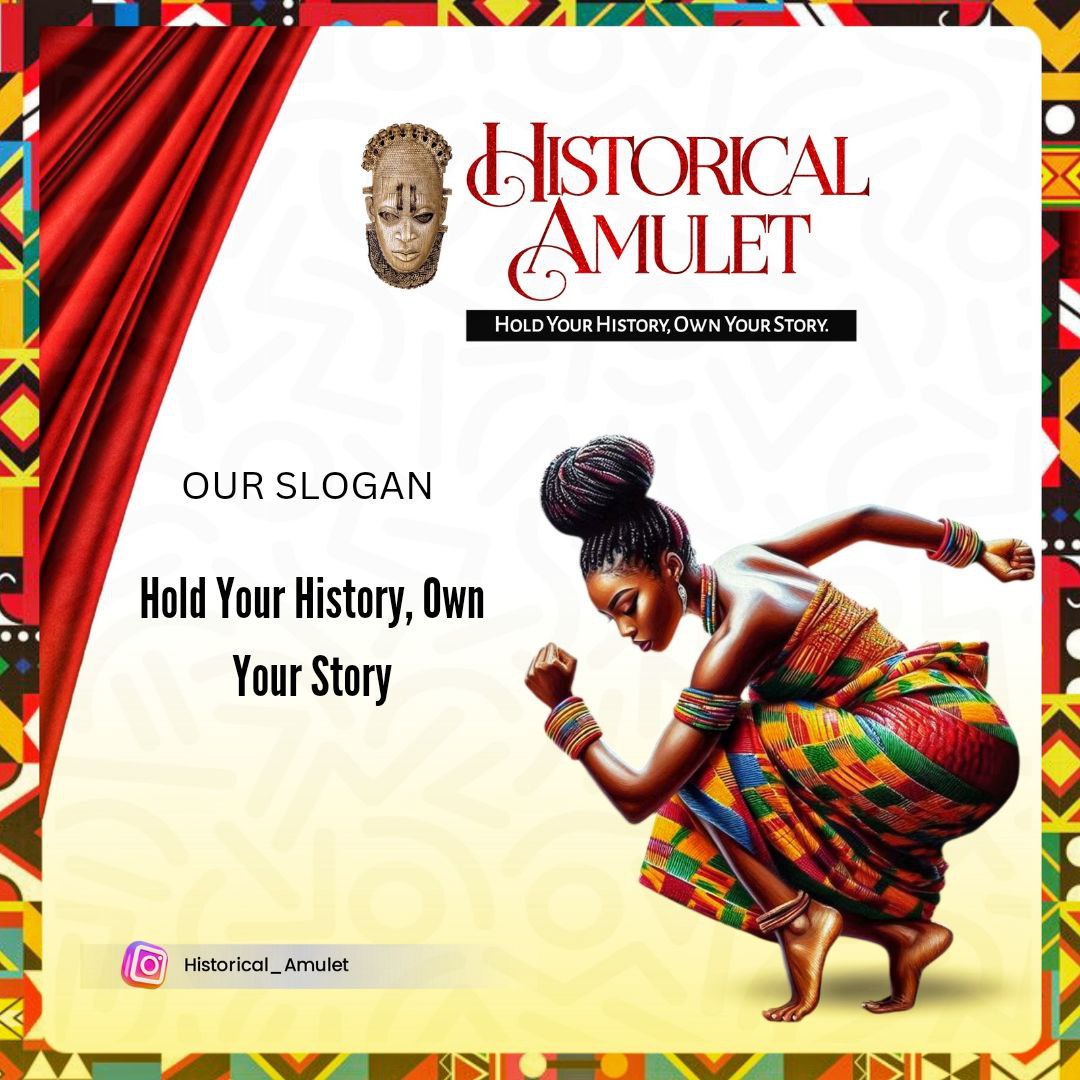 HISTORICAL
AMULET
HOLD YOUR HISTORY, OWN YOUR STORY.
OUR SLOGAN
Hold Your History, Own
Your Story
Historical_Amulet